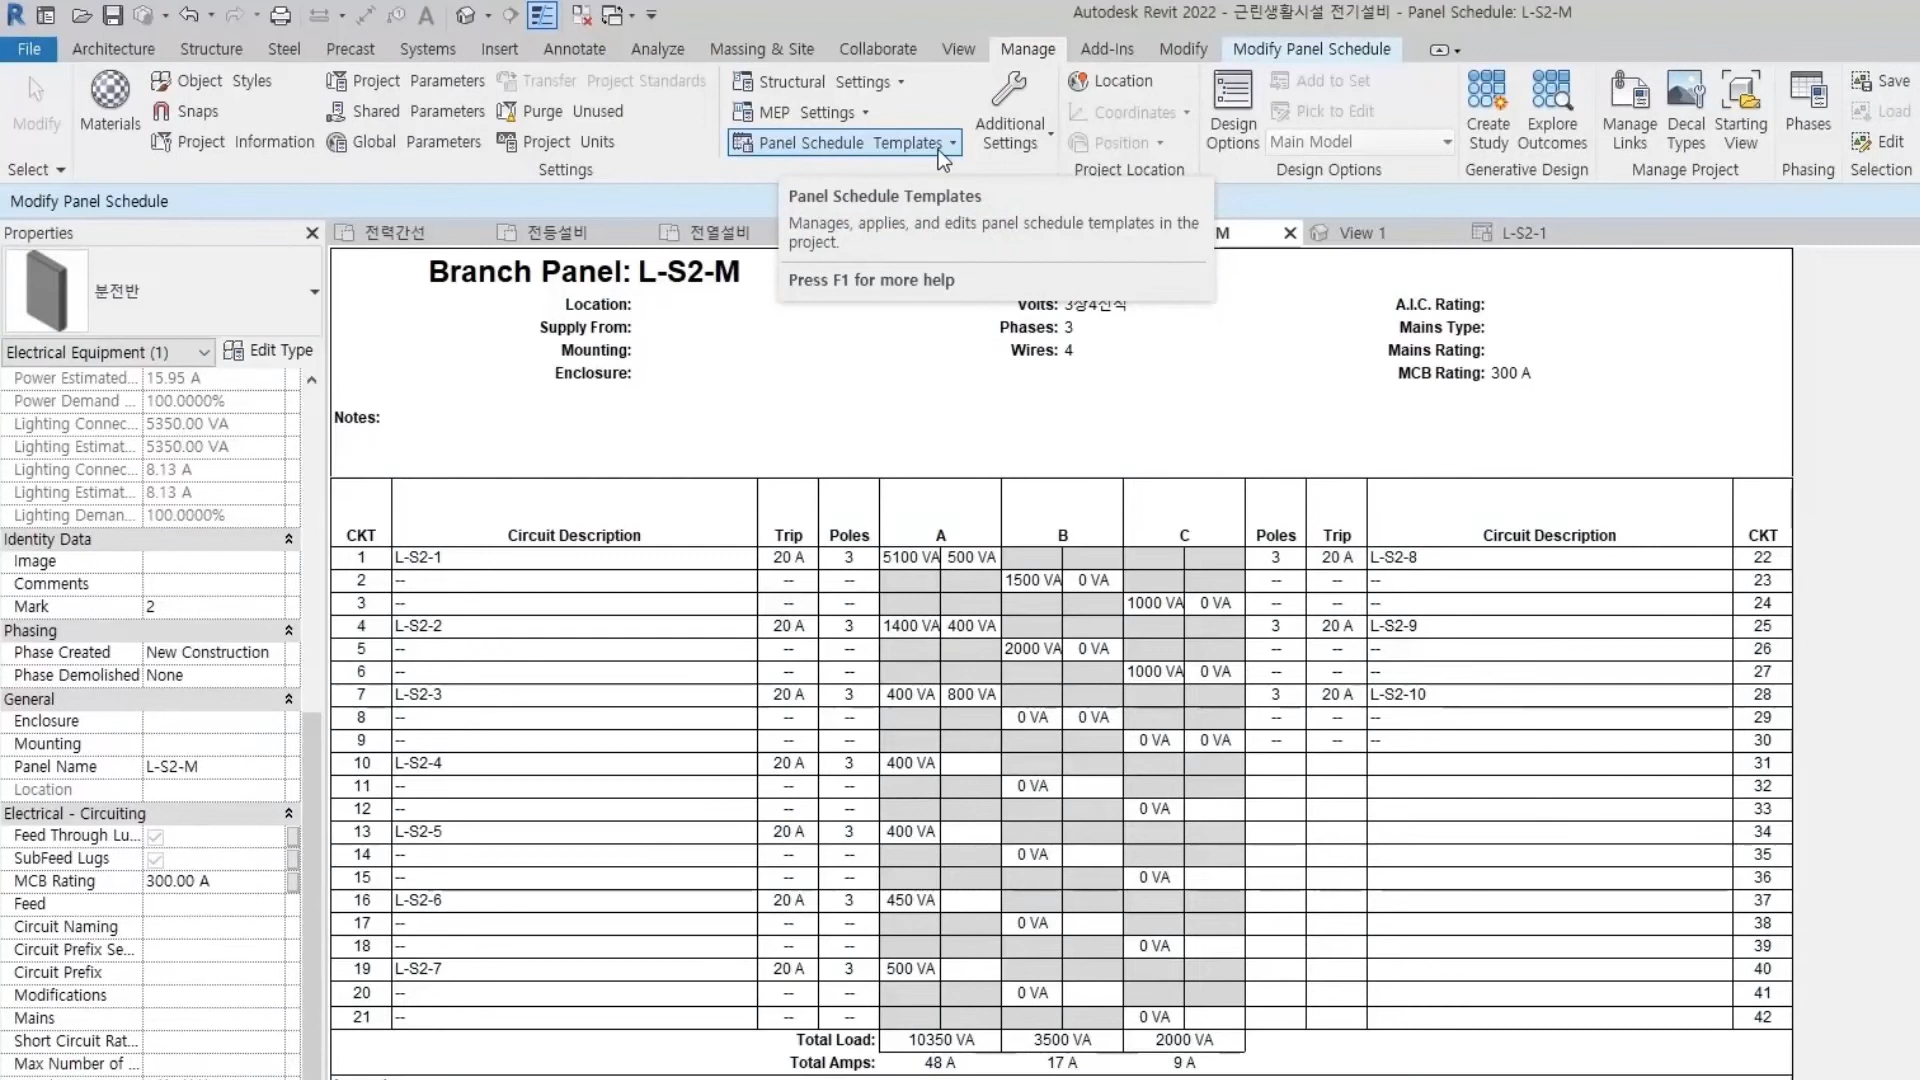 Autodesk Revit 2022 - 근린생활시설 전기설비 - Panel Schedule: L-S2-M
File Architecture Structure Steel Precast Systems Insert Annotate Analyze Massing & Site Collaborate View Manage Add-Ins Modify Modify Panel Schedule
Modify
Select
Materials
Object Styles
Snaps
Project Information
Project Parameters
Shared Parameters
Global Parameters
Transfer Project Standards
Purge Unused
Project Units
Settings
Structural Settings
MEP Settings
Panel Schedule Templates
Additional Settings
Location
Coordinates
Position
Project Location
Design Options
Add to Set
Pick to Edit
Main Model
Design Options
Create Study
Explore Outcomes
Generative Design
Manage Links
Decal Types
Starting View
Manage Project
Phases
Phasing
Save
Load
Edit
Selection
Modify Panel Schedule
Panel Schedule Templates
Manages, applies, and edits panel schedule templates in the
project.
Press F1 for more help
Properties
전력간선 전등설비 전열설비 M View 1 L-S2-1
분전반
Electrical Equipment (1) Edit Type
Power Estimated... 15.95 A
Power Demand ... 100.0000%
Lighting Connec... 5350.00 VA
Lighting Estimat... 5350.00 VA
Lighting Connec... 8.13 A
Lighting Estimat... 8.13 A
Lighting Deman... 100.0000%
Identity Data
Image
Comments
Mark 2
Phasing
Phase Created New Construction
Phase Demolished None
General
Enclosure
Mounting
Panel Name L-S2-M
Location
Electrical - Circuiting
Feed Through Lu...
SubFeed Lugs
MCB Rating 300.00 A
Feed
Circuit Naming
Circuit Prefix Se...
Circuit Prefix
Modifications
Mains
Short Circuit Rat...
Max Number of ...
Branch Panel: L-S2-M
Location: Volts: 3상4선식 A.I.C. Rating:
Supply From: Phases: 3 Mains Type:
Mounting: Wires: 4 Mains Rating:
Enclosure: MCB Rating: 300 A
Notes:
CKT Circuit Description Trip Poles A B C Poles Trip Circuit Description CKT
1 L-S2-1 20 A 3 5100 VA 500 VA 3 20 A L-S2-8 22
2 -- -- -- 1500 VA 0 VA -- -- -- 23
3 -- -- -- 1000 VA 0 VA -- -- -- 24
4 L-S2-2 20 A 3 1400 VA 400 VA 3 20 A L-S2-9 25
5 -- -- -- 2000 VA 0 VA -- -- -- 26
6 -- -- -- 1000 VA 0 VA -- -- -- 27
7 L-S2-3 20 A 3 400 VA 800 VA 3 20 A L-S2-10 28
8 -- -- -- 0 VA 0 VA -- -- -- 29
9 -- -- -- 0 VA 0 VA -- -- -- 30
10 L-S2-4 20 A 3 400 VA 31
11 -- -- -- 0 VA 32
12 -- -- -- 0 VA 33
13 L-S2-5 20 A 3 400 VA 34
14 -- -- -- 0 VA 35
15 -- -- -- 0 VA 36
16 L-S2-6 20 A 3 450 VA 37
17 -- -- -- 0 VA 38
18 -- -- -- 0 VA 39
19 L-S2-7 20 A 3 500 VA 40
20 -- -- -- 0 VA 41
21 -- -- -- 0 VA 42
Total Load: 10350 VA 3500 VA 2000 VA
Total Amps: 48 A 17 A 9 A